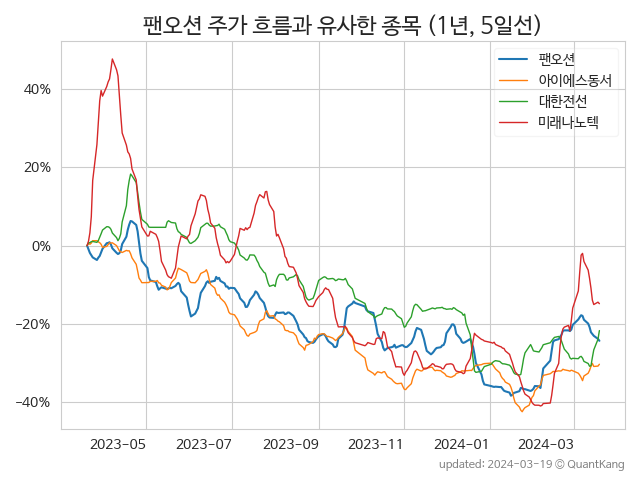 팬오션 주가 흐름과 유사한 종목 (1년, 5일선)
팬오션
아이에스동서
대한전선
미래나노텍
40%
20%
0%
−20%
−40%
2023-05
2023-07
2023-09
2023-11
2024-01
2024-03
updated: 2024-03-19 © QuantKang